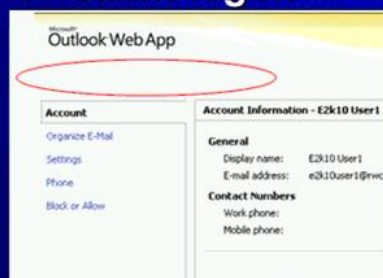 Microsoft
Outlook Web App
Account
Organize E-Mail
Settings
Phone
Block or Allow
Account Information - E2k10 User1
General
Display name: E2k10 User1
E-mail address:
Contact Numbers
Work phone:
Mobile phone: